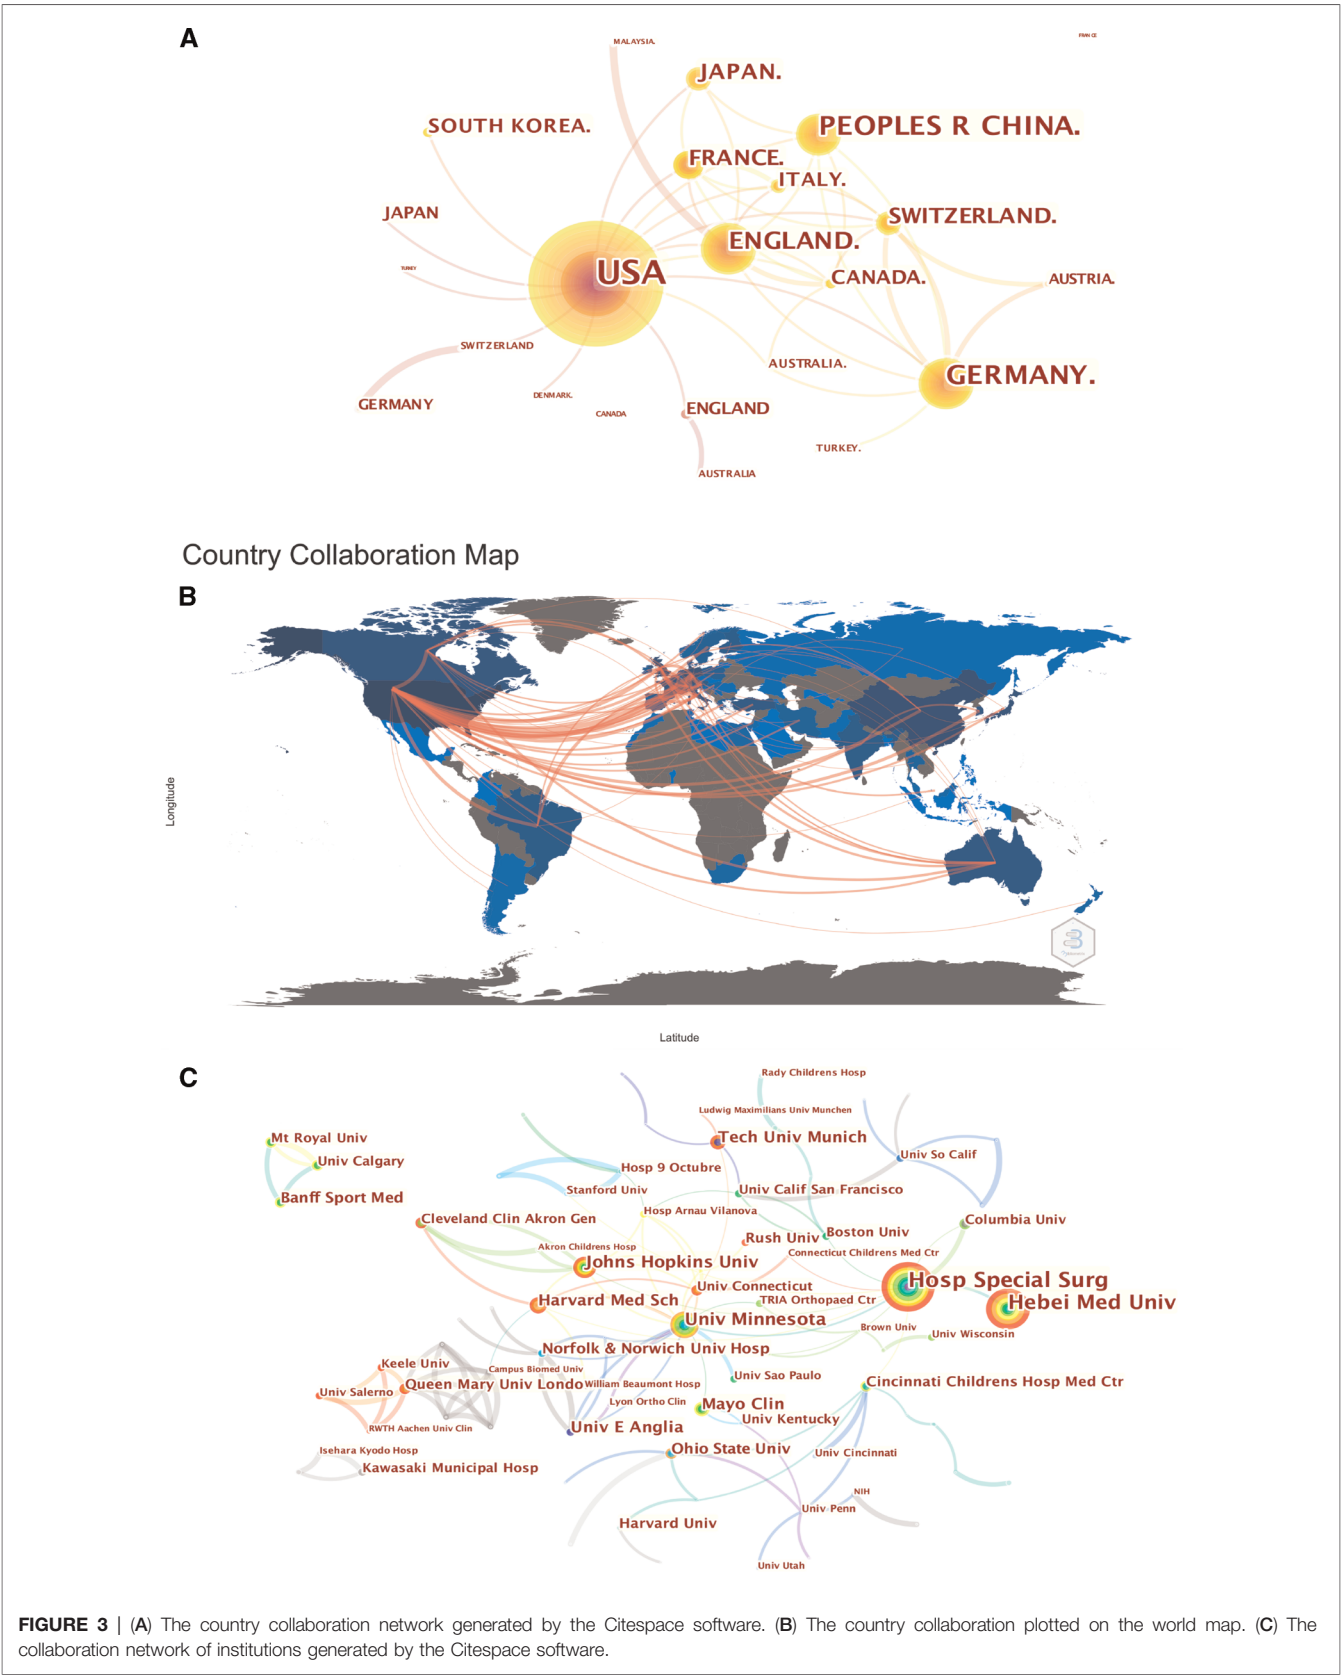 A
MALAYSIA.
FRANCE
JAPAN.
SOUTH KOREA.
PEOPLES R CHINA.
FRANCE.
ITALY.
JAPAN
SWITZERLAND.
ENGLAND.
TURKEY
USA
CANADA.
AUSTRIA.
SWITZERLAND
AUSTRALIA.
GERMANY.
DENMARK.
GERMANY
CANADA
ENGLAND
TURKEY.
AUSTRALIA
Country Collaboration Map
B
Longitude
Latitude
C
Rady Childrens Hosp
Ludwig Maximilians Univ Munchen
Mt Royal Univ
Tech Univ Munich
Univ Calgary
Univ So Calif
Hosp 9 Octubre
Banff Sport Med
Stanford Univ
Univ Calif San Francisco
Hosp Arnau Vilanova
Cleveland Clin Akron Gen
Columbia Univ
Rush Univ
Boston Univ
Akron Childrens Hosp
Connecticut Childrens Med Ctr
Johns Hopkins Univ
Hosp Special Surg
Univ Connecticut
Harvard Med Sch
TRIA Orthopaed Ctr
Hebei Med Univ
Univ Minnesota
Brown Univ
Univ Wisconsin
Norfolk & Norwich Univ Hosp
Keele Univ
Campus Biomed Univ
Univ Sao Paulo
Queen Mary Univ Londo
William Beaumont Hosp
Cincinnati Childrens Hosp Med Ctr
Univ Salerno
Lyon Ortho Clin
Mayo Clin
Univ Kentucky
RWTH Aachen Univ Clin
Univ E Anglia
Isehara Kyodo Hosp
Ohio State Univ
Univ Cincinnati
Kawasaki Municipal Hosp
NIH
Univ Penn
Harvard Univ
Univ Utah
FIGURE 3 | (A) The country collaboration network generated by the Citespace software. (B) The country collaboration plotted on the world map. (C) The
collaboration network of institutions generated by the Citespace software.